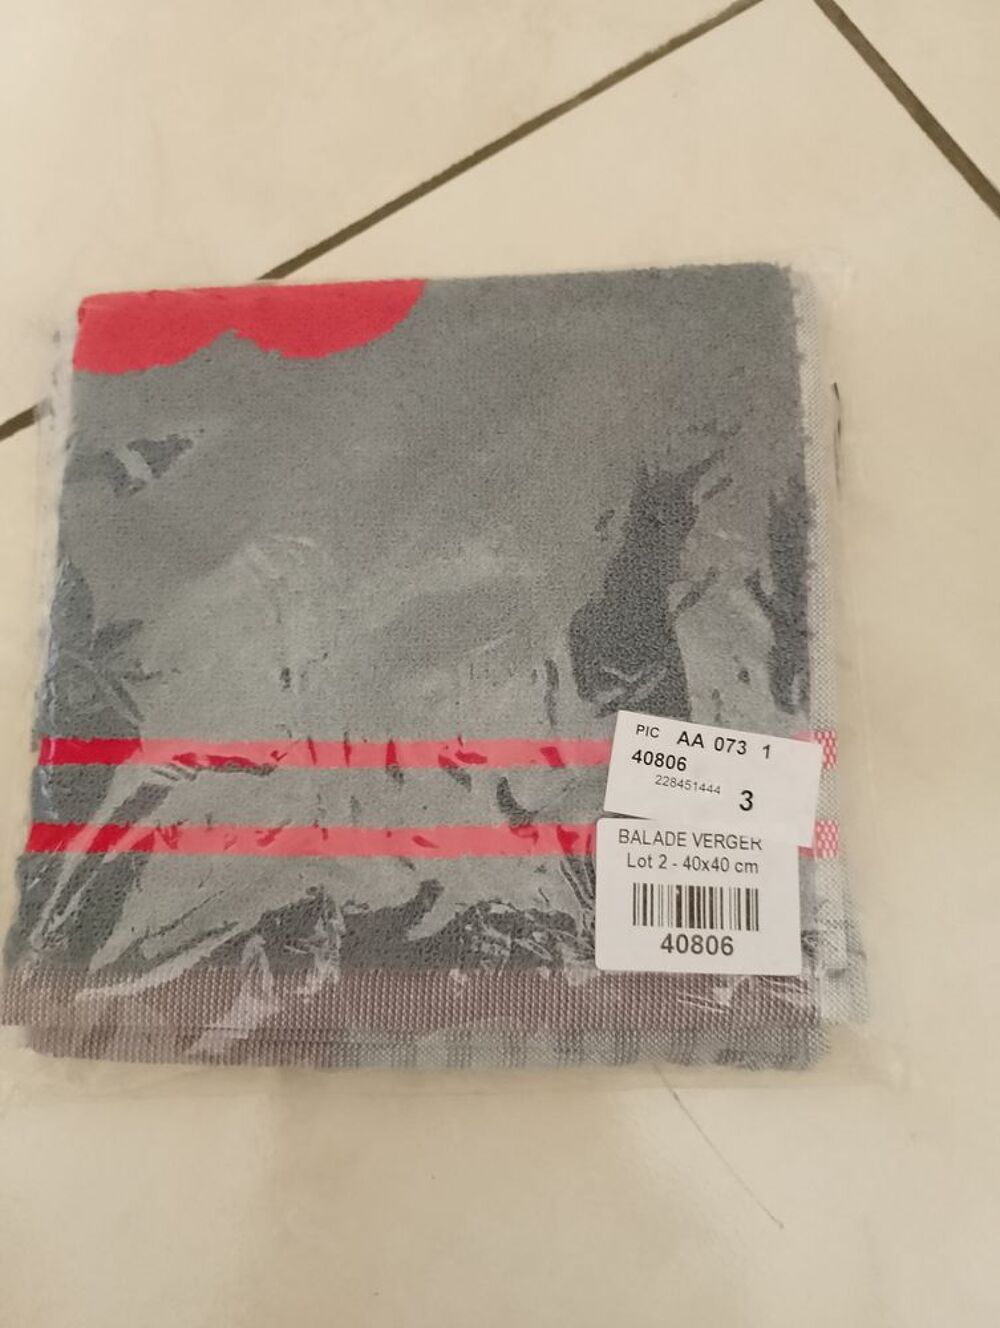 PIC AA 073 1
40806
228451444 3
BALADE VERGER
Lot 2 - 40x40 cm
40806